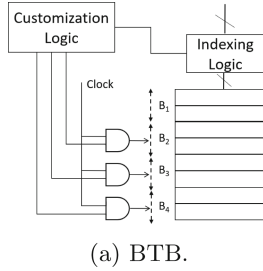 Customization
Logic
Indexing
Logic
Clock
B₁
B₂
B₃
B₄
(a) BTB.